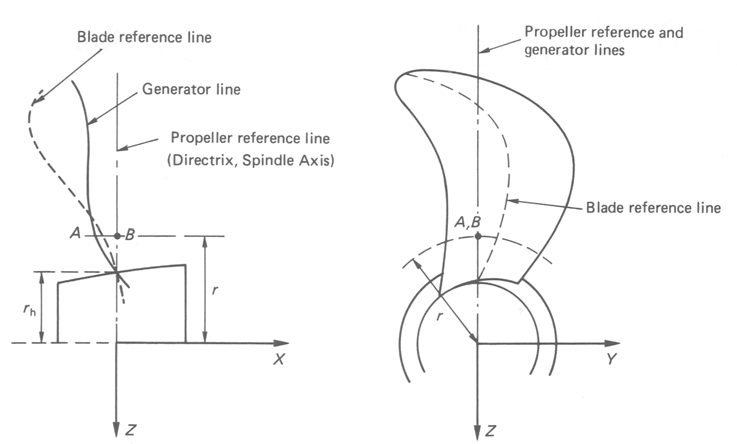 Blade reference line
Generator line
Propeller reference line
(Directrix, Spindle Axis)
A
B
r
rh
X
Z
Propeller reference and
generator lines
Blade reference line
A,B
r
Y
Z